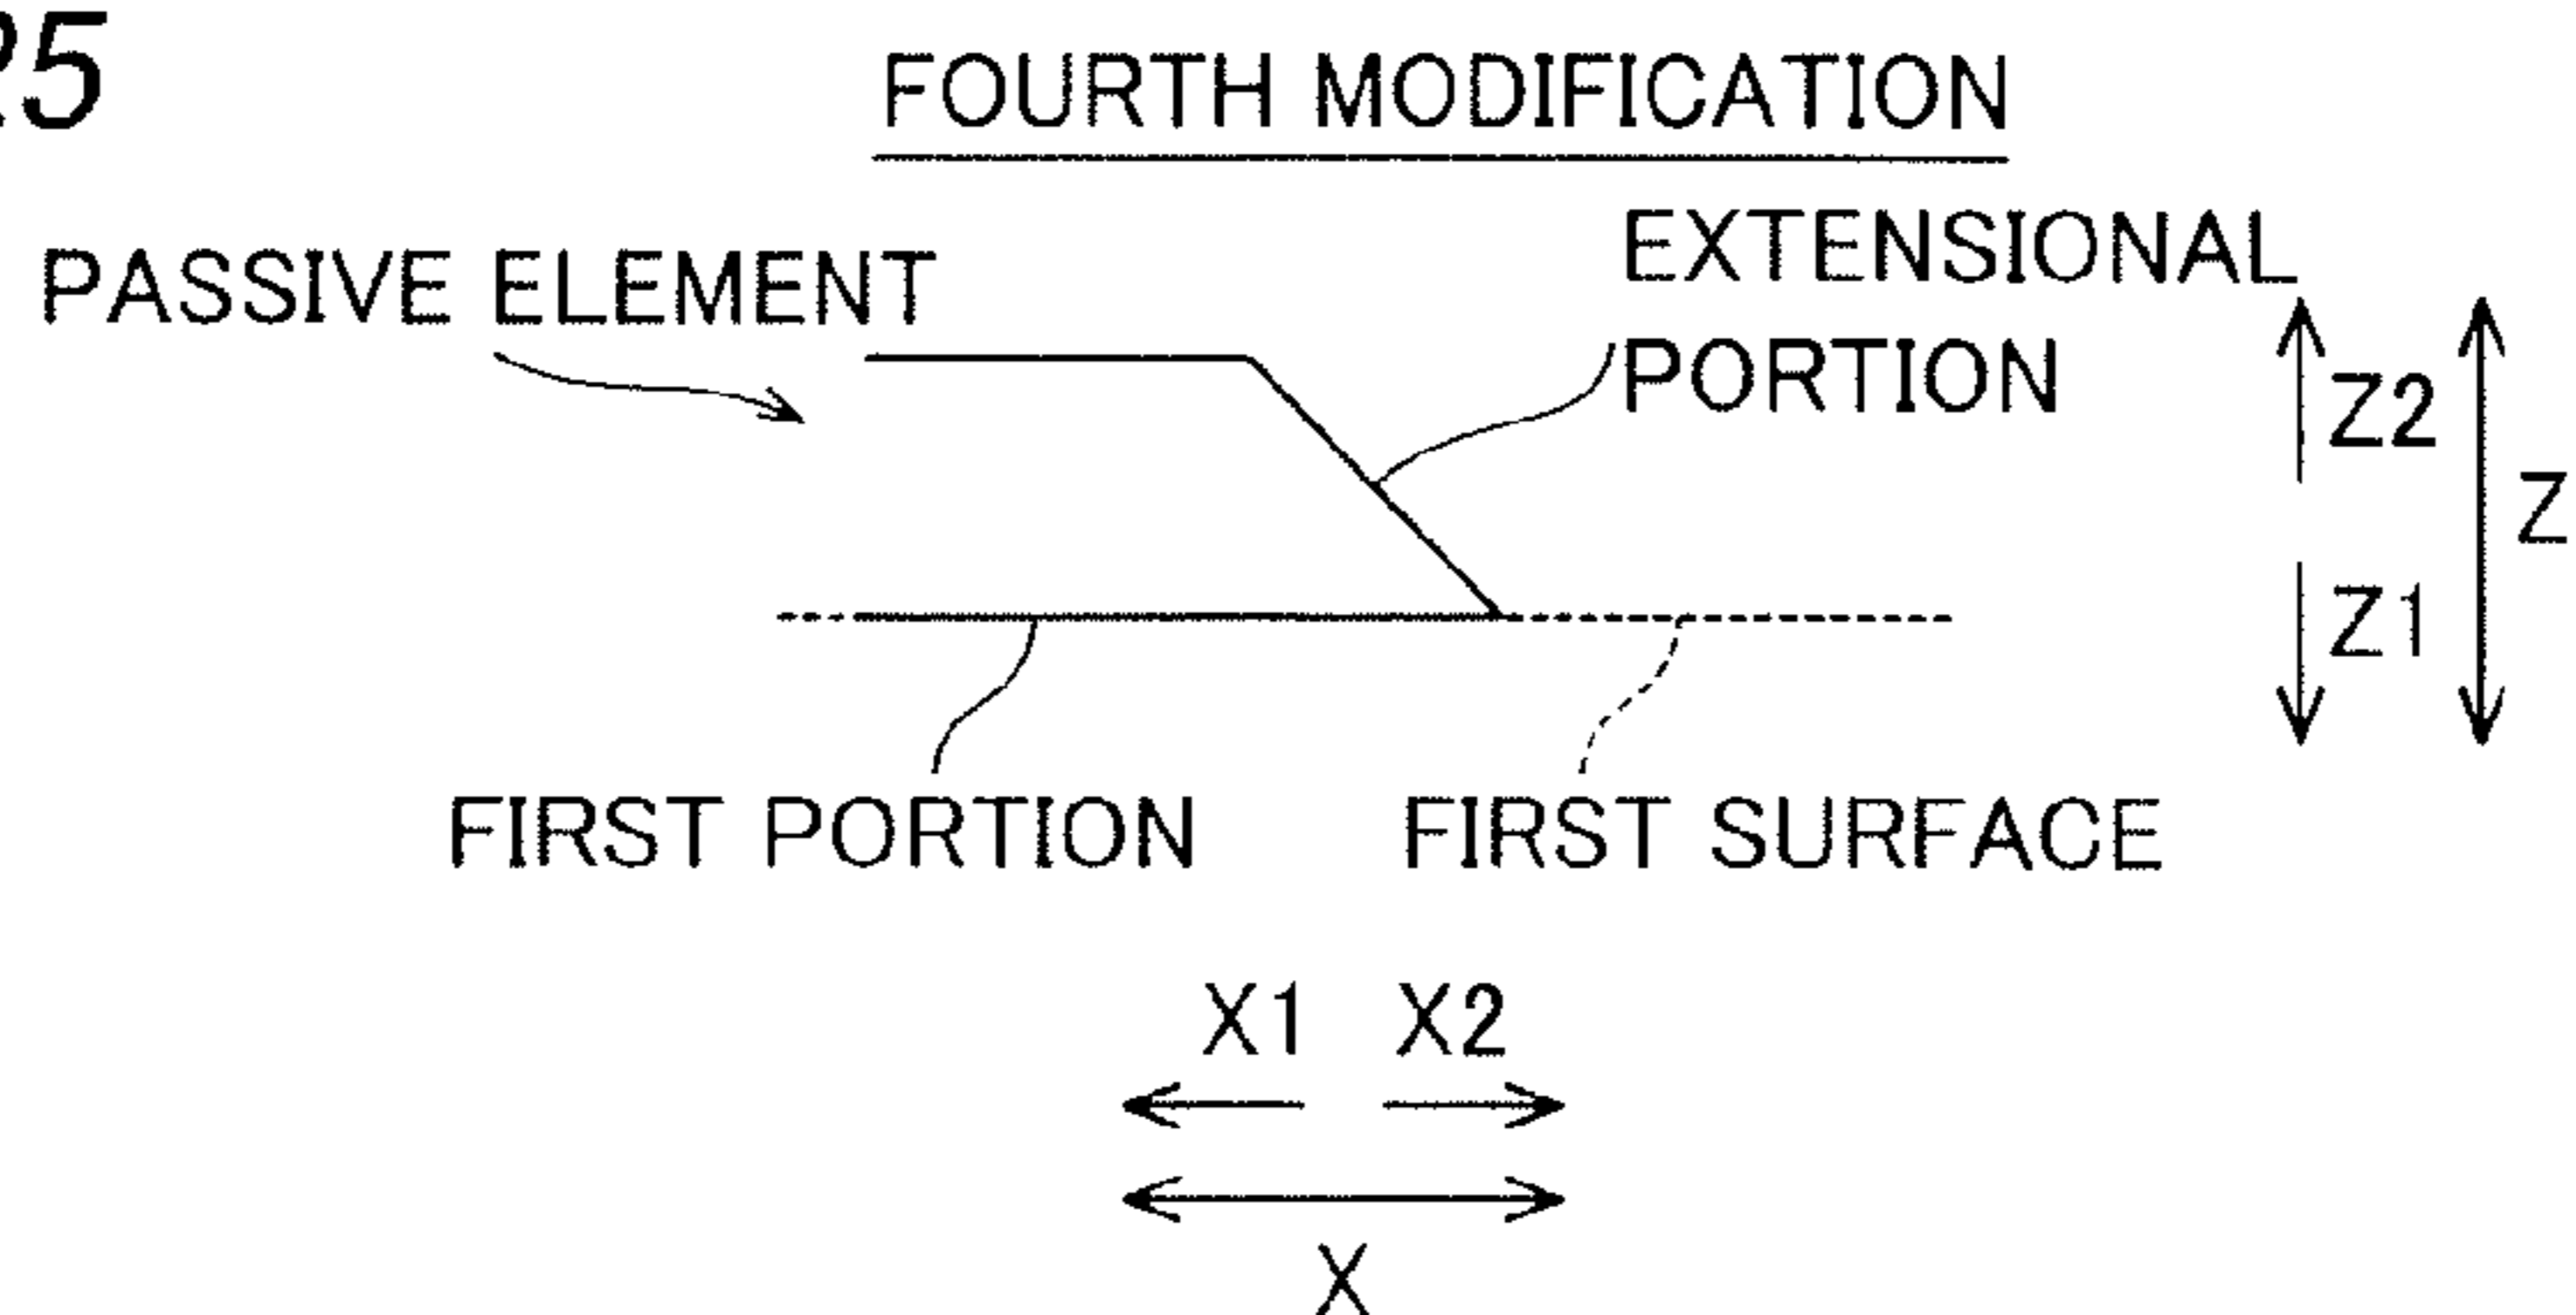 25
FOURTH MODIFICATION
PASSIVE ELEMENT
EXTENSIONAL
PORTION
Z2
Z
Z1
FIRST PORTION
FIRST SURFACE
X1 X2
X